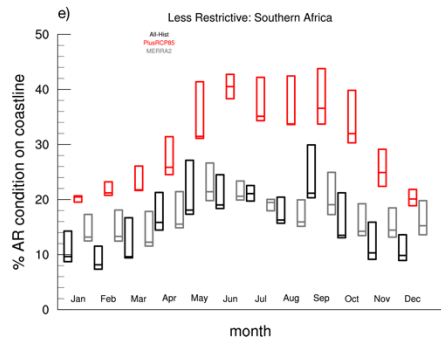 e)
Less Restrictive: Southern Africa
All-Hist
PlusRCP85
MERRA2
% AR condition on coastline
50
40
30
20
10
0
Jan Feb Mar Apr May Jun Jul Aug Sep Oct Nov Dec
month